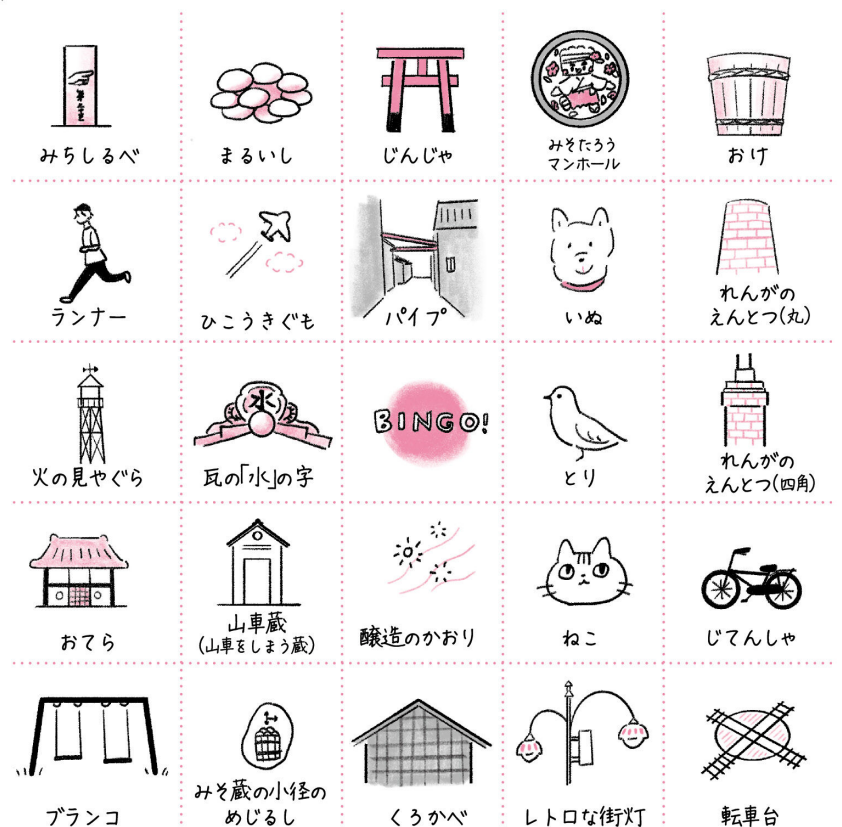 みちしるべ
まるいし
じんじゃ
みそたろう
マンホール
おけ
ランナー
ひこうきぐも
パイプ
いぬ
れんがの
えんとつ(丸)
火の見やぐら
水
瓦の「水」の字
BINGO!
とり
れんがの
えんとつ(四角)
おてら
山車蔵
(山車をしまう蔵)
醸造のかおり
ねこ
じてんしゃ
ブランコ
みそ蔵の小径の
めじるし
くろかべ
レトロな街灯
転車台